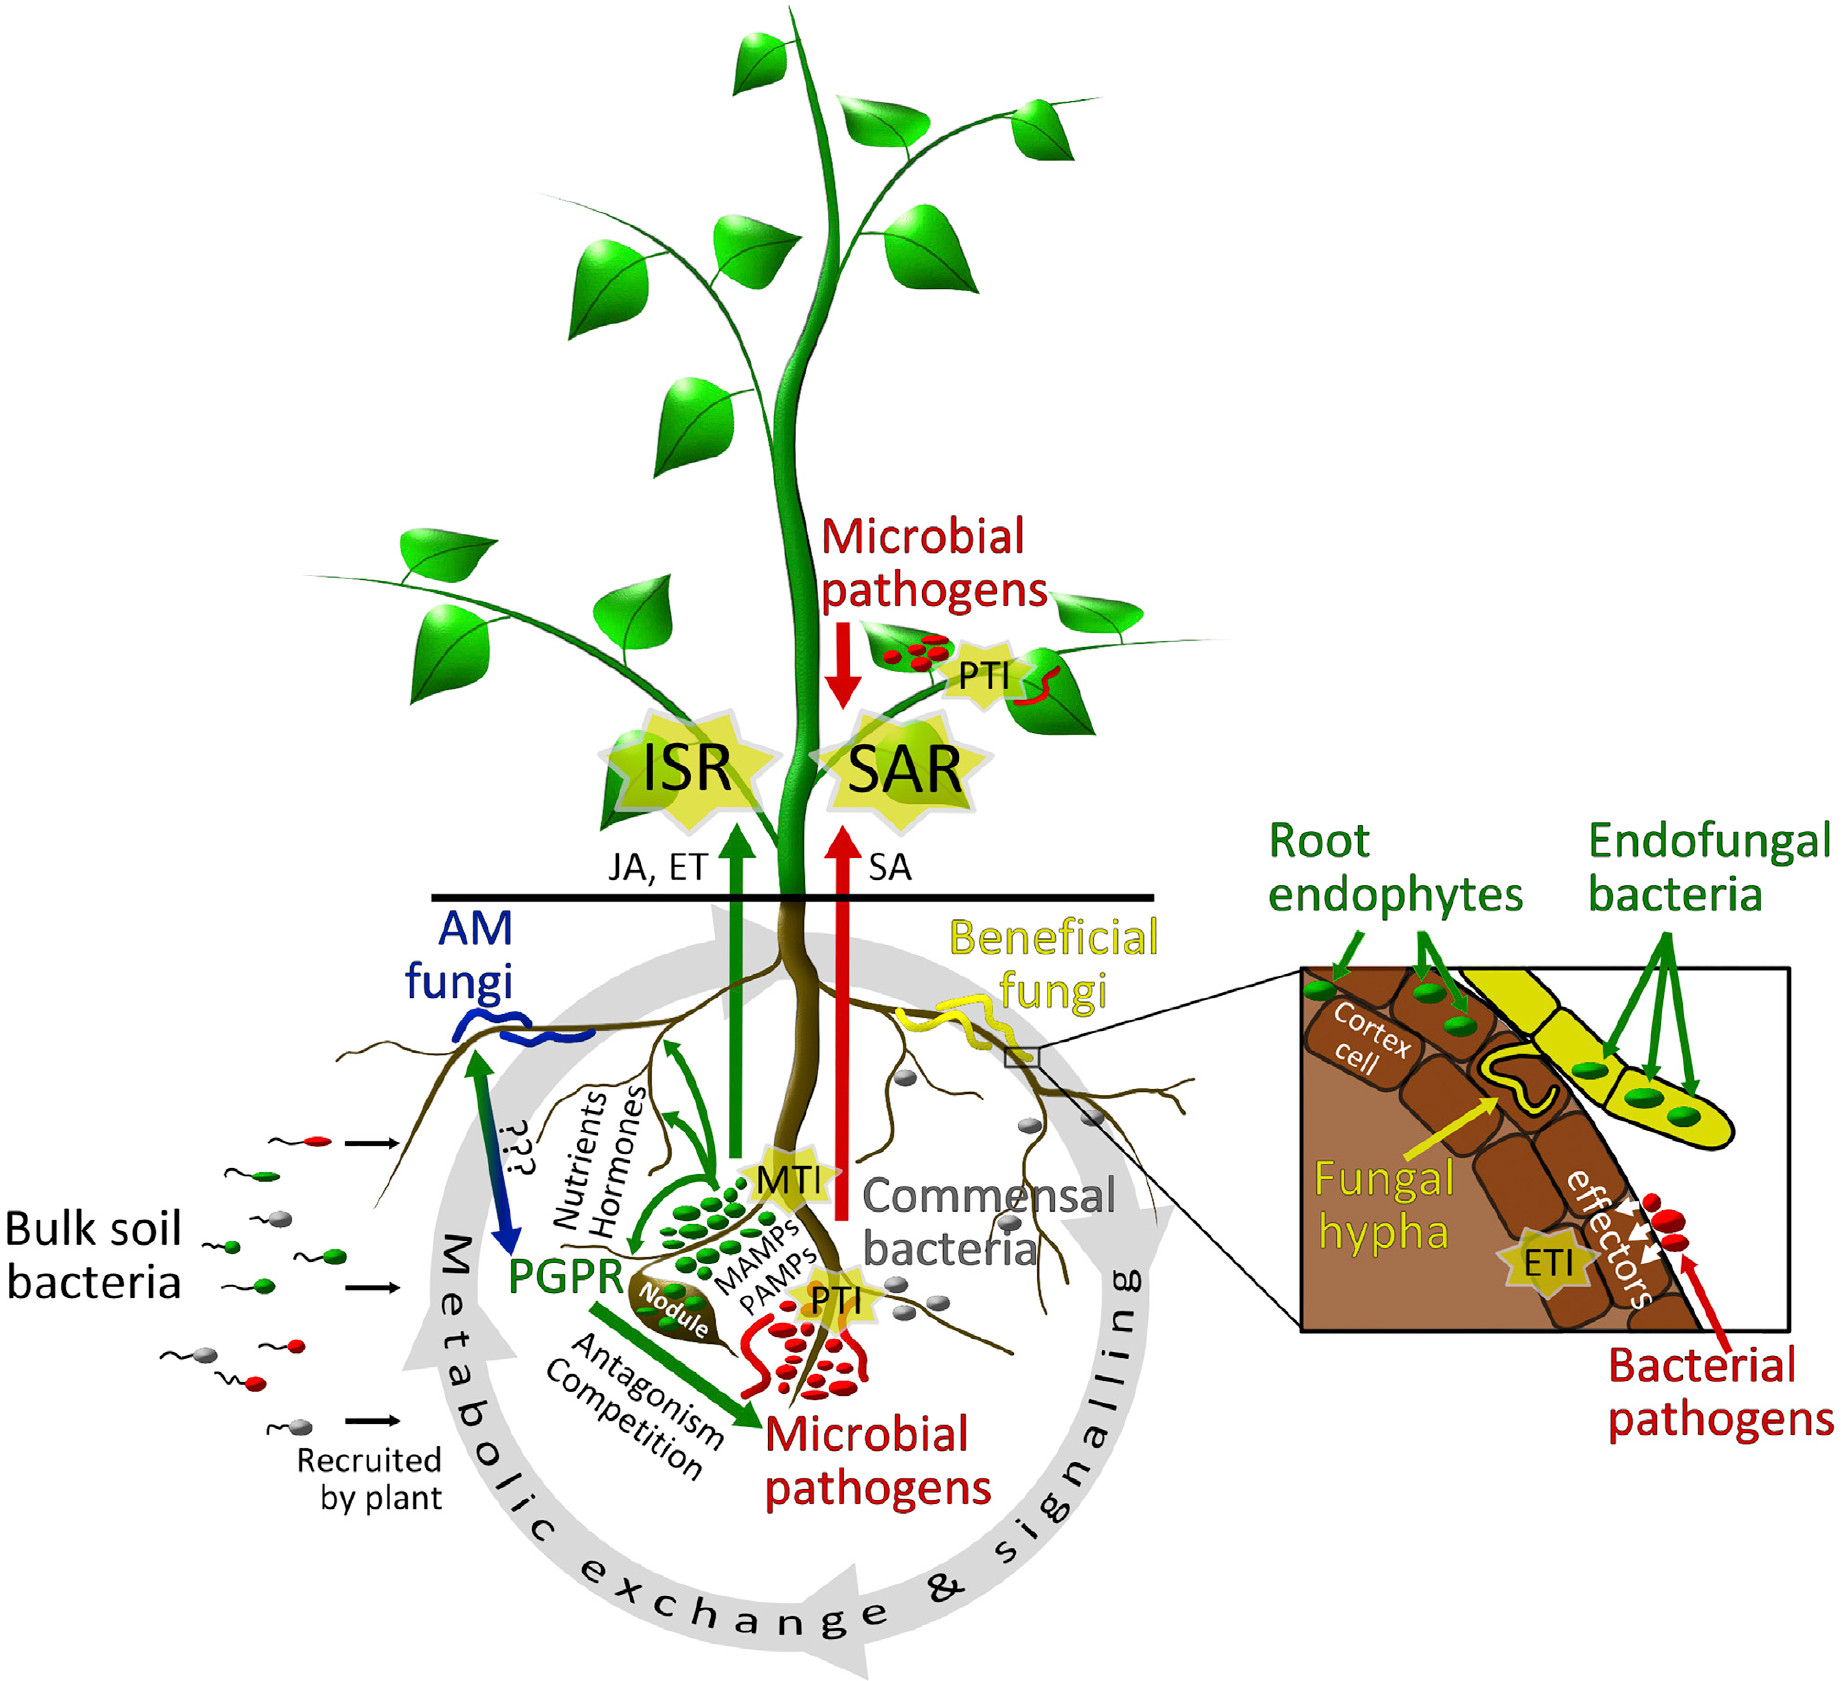 Microbial
pathogens
PTI
ISR
SAR
JA, ET
SA
AM
fungi
Beneficial
fungi
Root
endophytes
Endofungal
bacteria
Cortex
cell
Fungal
hypha
effectors
ETI
Bacterial
pathogens
???
Nutrients
Hormones
MTI
Commensal
bacteria
Bulk soil
bacteria
PGPR
MAMPs
PAMPs
PTI
Nodule
Antagonism
Competition
Microbial
pathogens
Recruited
by plant
Metabolic exchange & signalling